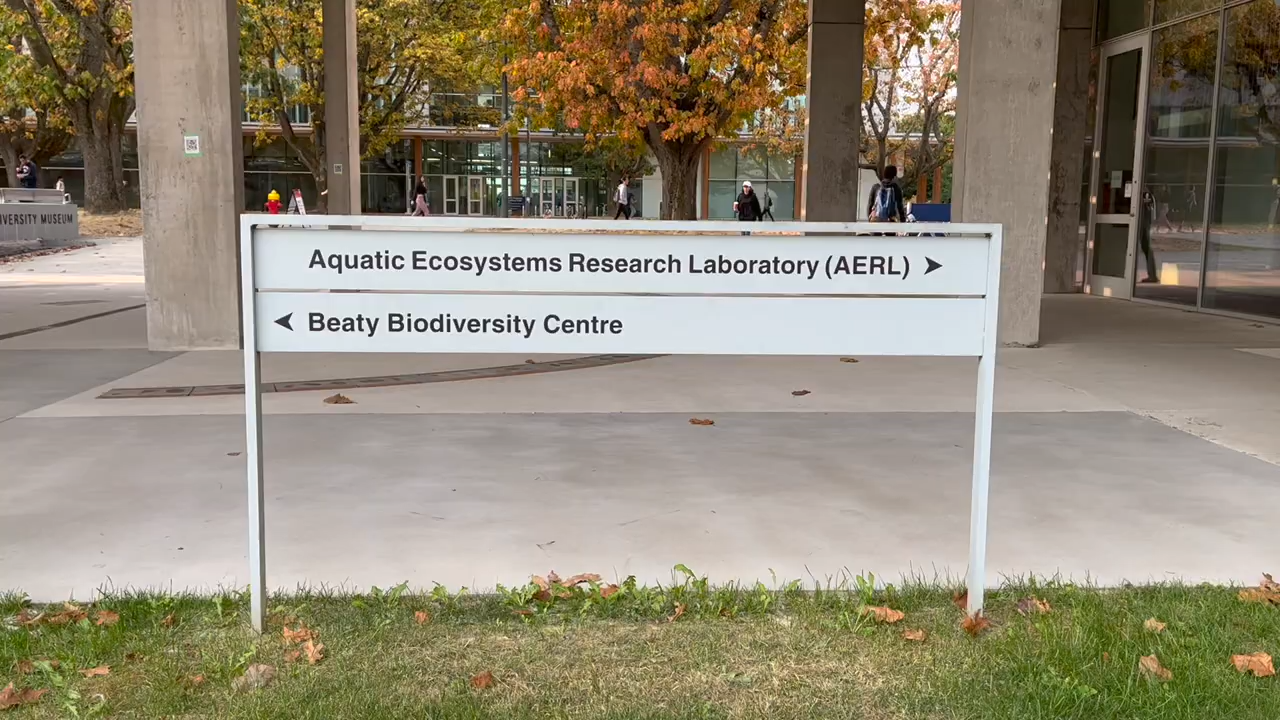 IVERSITY MUSEUM
Aquatic Ecosystems Research Laboratory (AERL) ➤
⮜ Beaty Biodiversity Centre